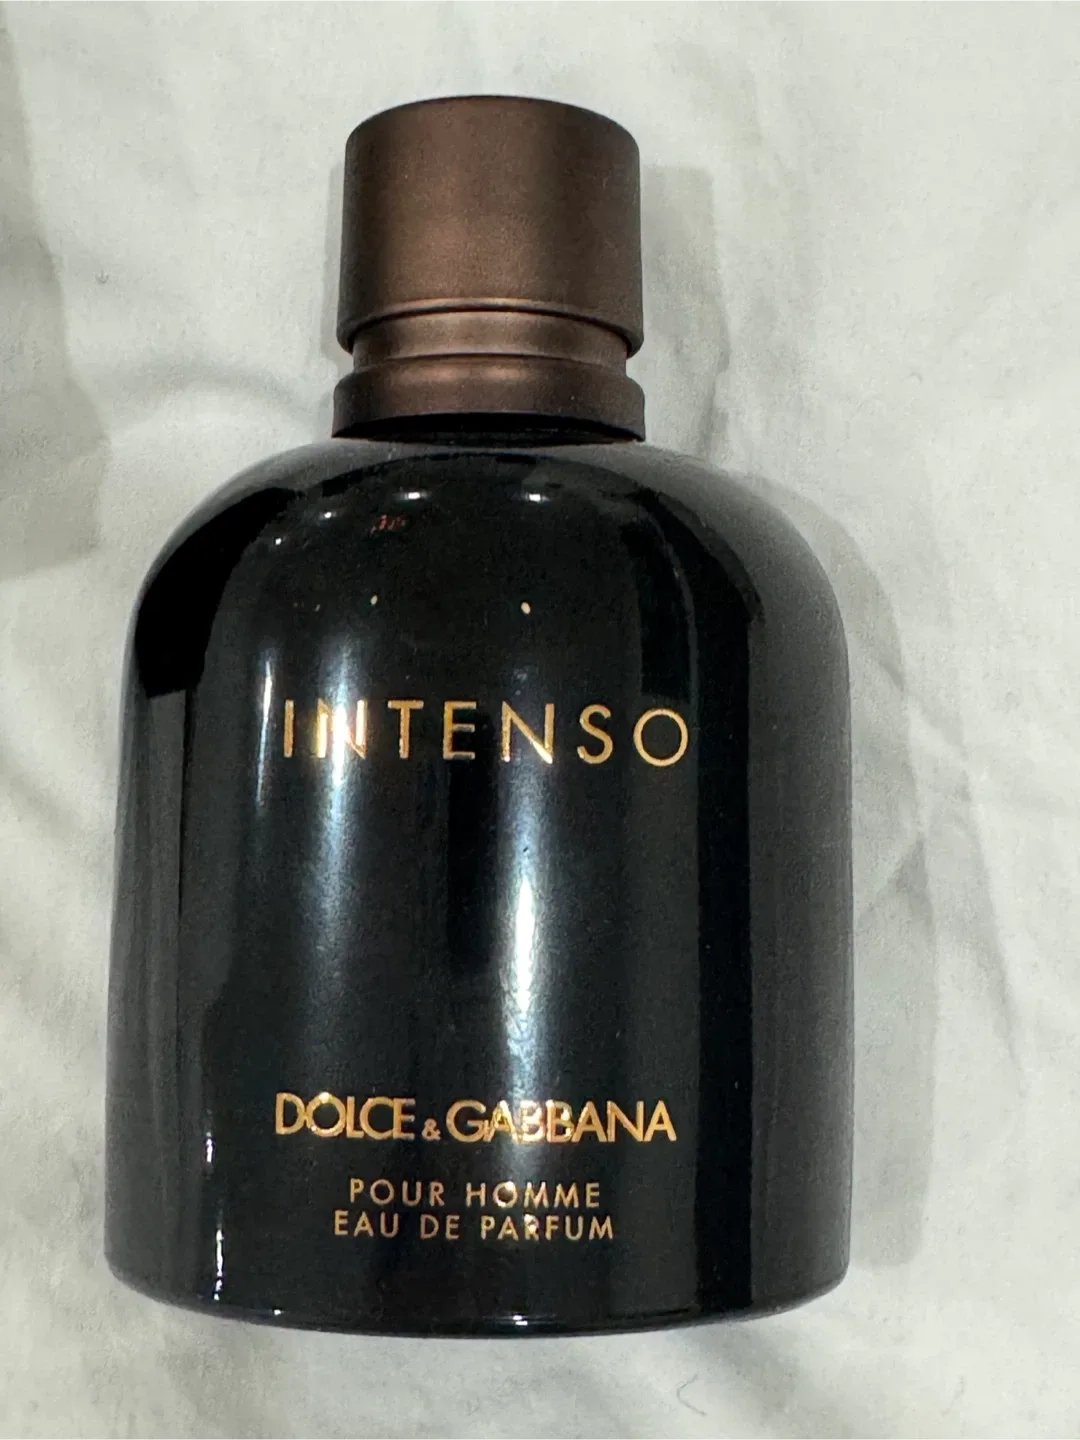 INTENSO
DOLCE & GABBANA
POUR HOMME
EAU DE PARFUM